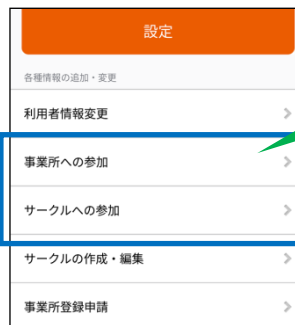 設定
各種情報の追加・変更
利用者情報変更
事業所への参加
サークルへの参加
サークルの作成・編集
事業所登録申請